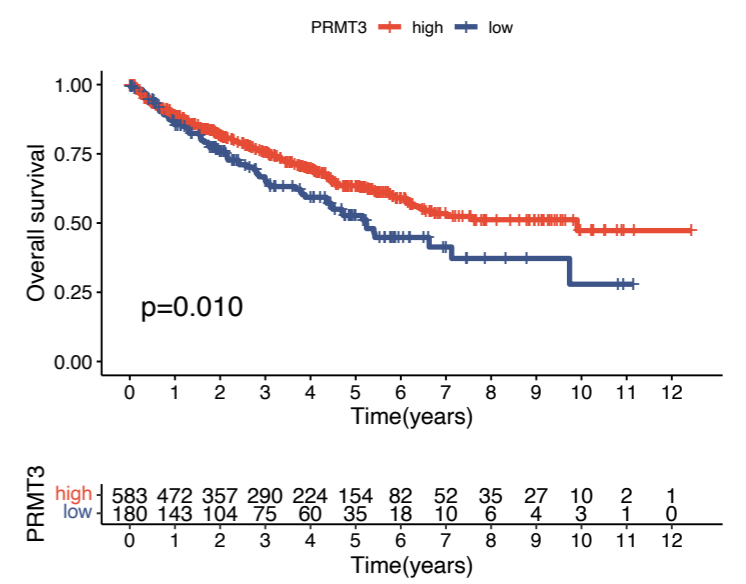 PRMT3 high low
1.00
0.75
0.50
0.25
0.00
Overall survival
p=0.010
0 1 2 3 4 5 6 7 8 9 10 11 12
Time(years)
PRMT3
high 583 472 357 290 224 154 82 52 35 27 10 2 1
low 180 143 104 75 60 35 18 10 6 4 3 1 0
0 1 2 3 4 5 6 7 8 9 10 11 12
Time(years)